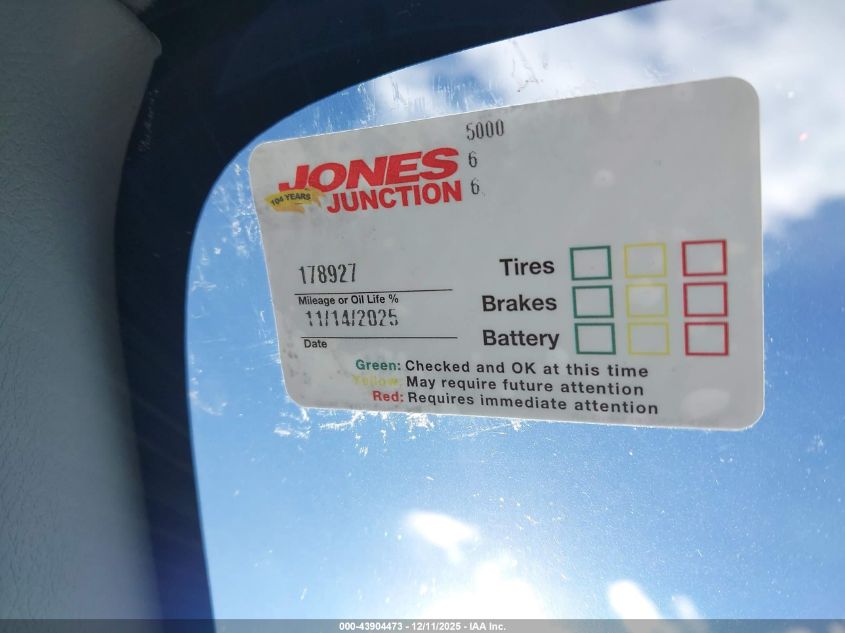 5000
6
6
JONES
104 YEARS
JUNCTION
178927
Mileage or Oil Life %
11/14/2025
Date
Tires
Brakes
Battery
Green: Checked and OK at this time
Yellow: May require future attention
Red: Requires immediate attention
000-43904473 - 12/11/2025 - IAA Inc.